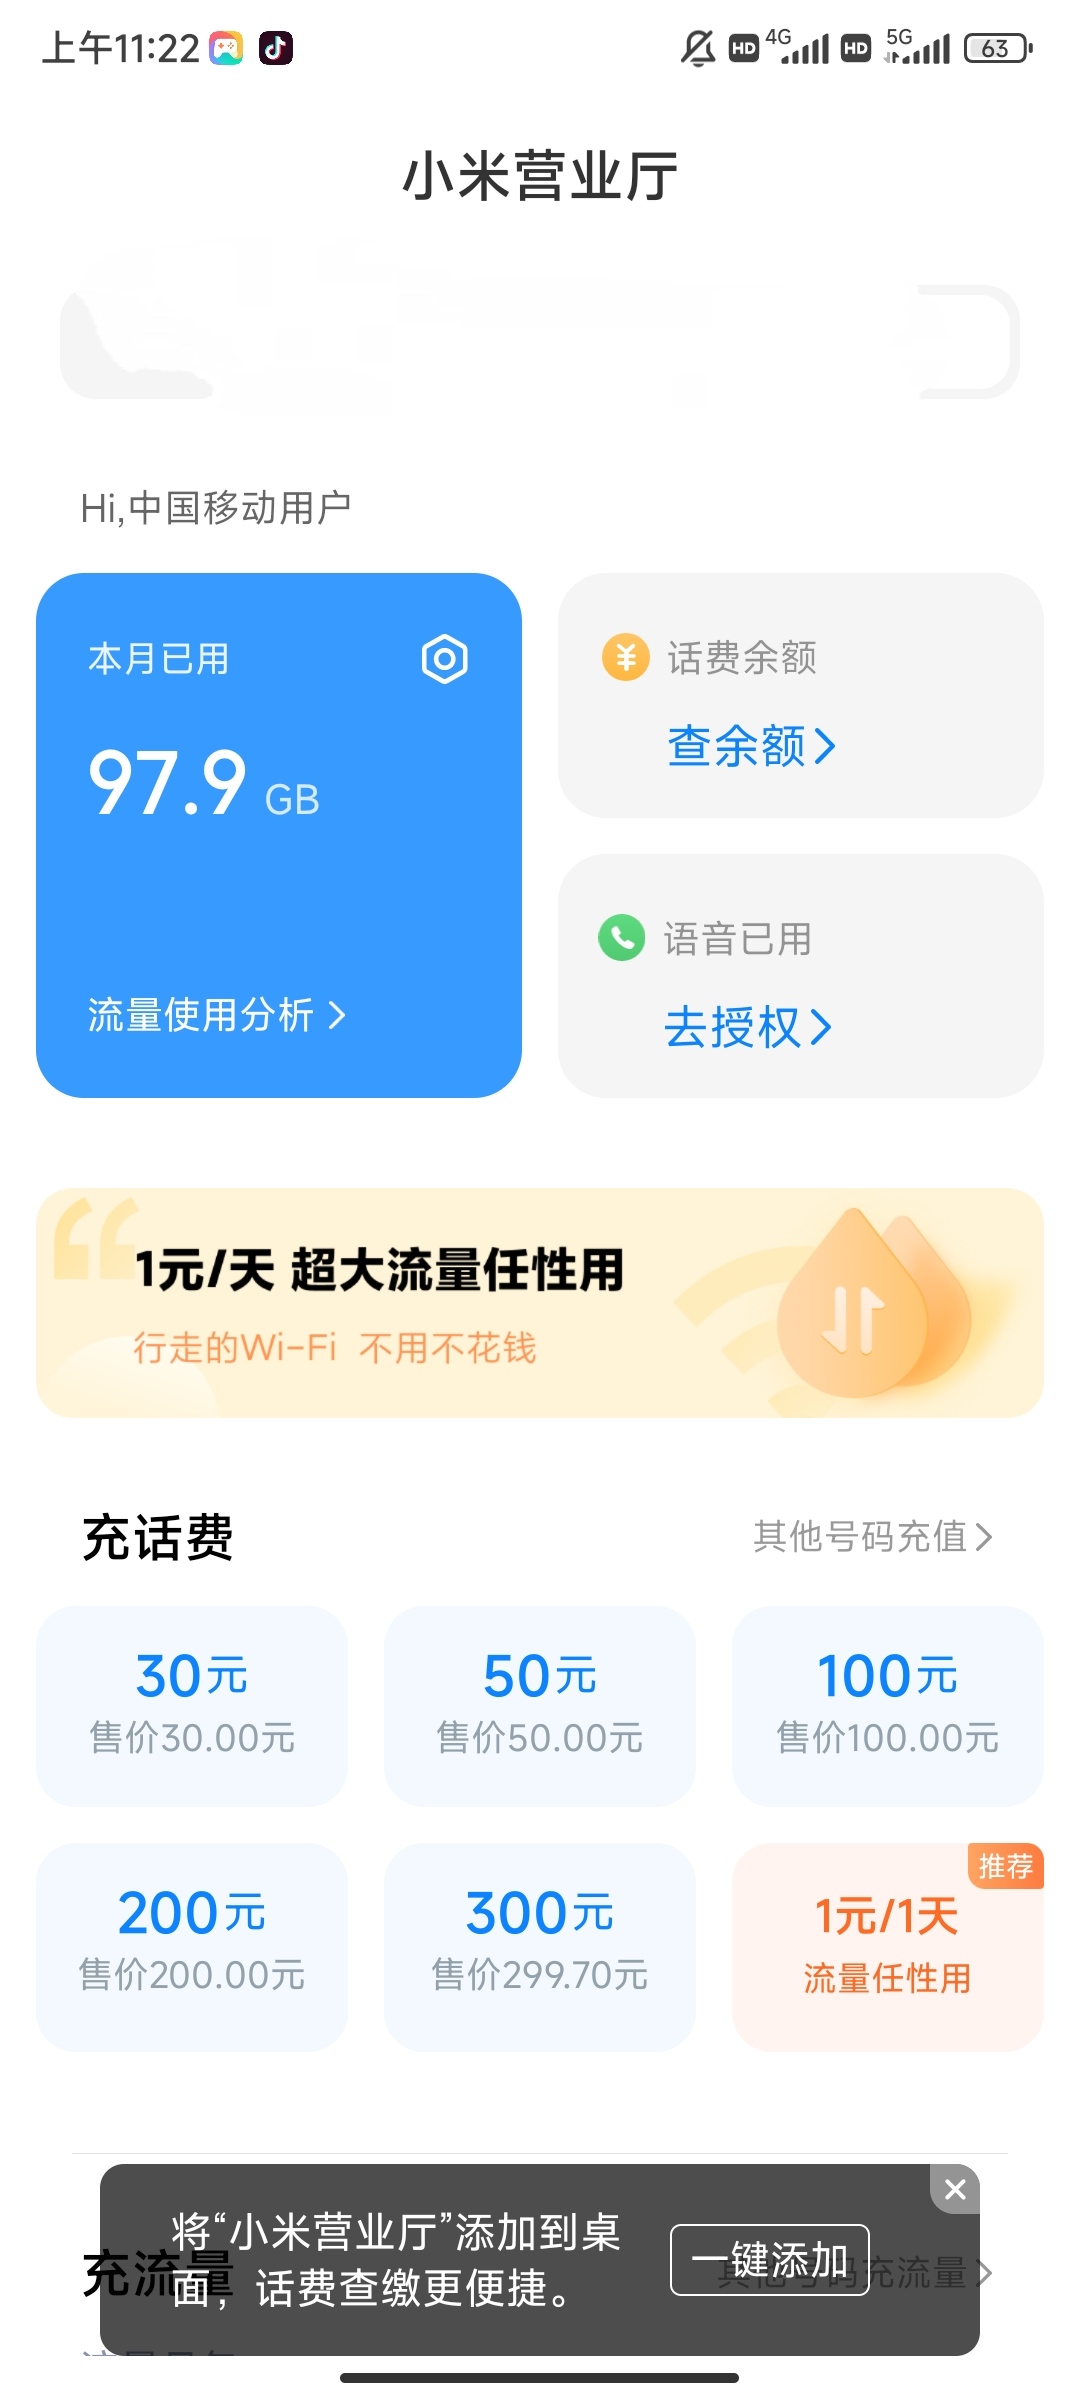 上午11:22
4G
5G
63
小米营业厅
Hi,中国移动用户
本月已用
97.9 GB
流量使用分析
话费余额
查余额
语音已用
去授权
1元/天 超大流量任性用
行走的Wi-Fi 不用不花钱
充话费
其他号码充值
30元
售价30.00元
50元
售价50.00元
100元
售价100.00元
200元
售价200.00元
300元
售价299.70元
推荐
1元/1天
流量任性用
将“小米营业厅”添加到桌
面，话费查缴更便捷。
一键添加
充流量
其他号码充流量